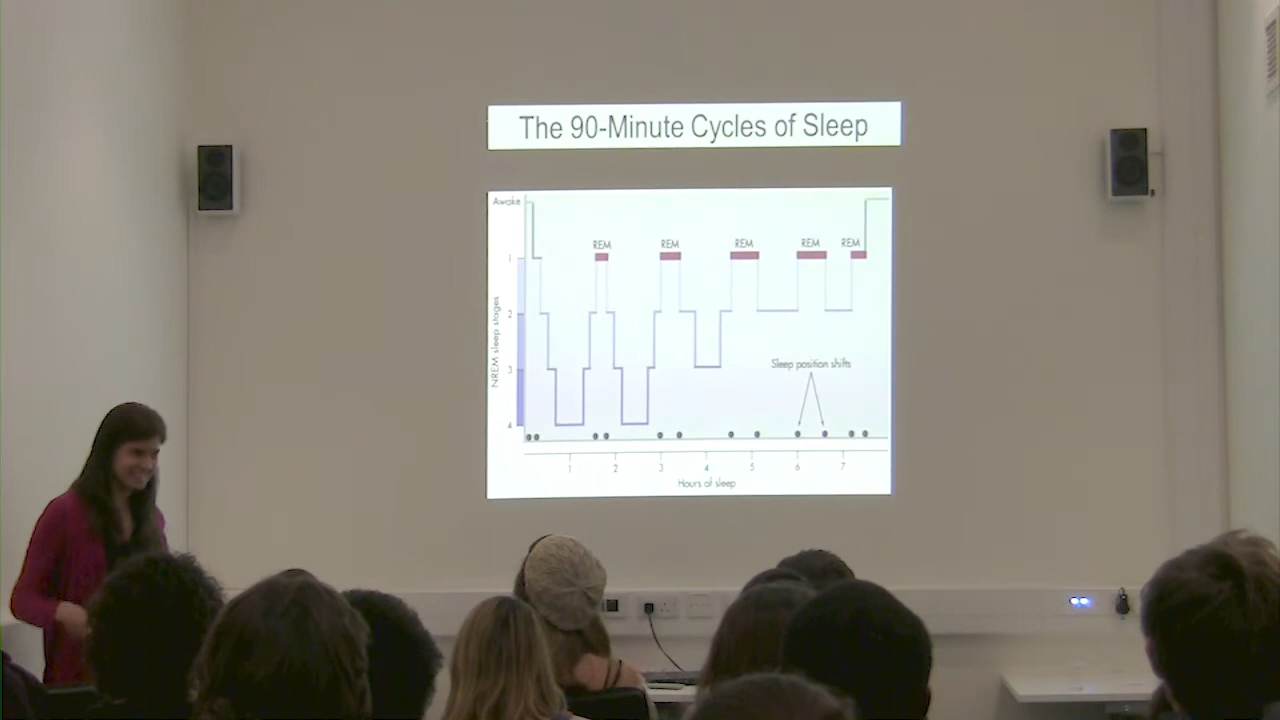 The 90-Minute Cycles of Sleep
Awake
REM REM REM REM REM
1
2
3
4
NREM sleep stages
Sleep position shifts
1 2 3 4 5 6 7
Hours of sleep